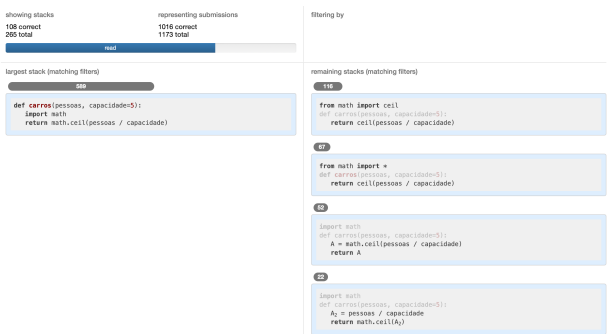 showing stacks
108 correct
265 total
representing submissions
1016 correct
1173 total
filtering by
read
largest stack (matching filters)
589
def carros(pessoas, capacidade=5):
import math
return math.ceil(pessoas / capacidade)
remaining stacks (matching filters)
116
from math import ceil
def carros(pessoas, capacidade=5):
return ceil(pessoas / capacidade)
67
from math import *
def carros(pessoas, capacidade=5):
return ceil(pessoas / capacidade)
52
import math
def carros(pessoas, capacidade=5):
A = math.ceil(pessoas / capacidade)
return A
22
import math
def carros(pessoas, capacidade=5):
A₂ = pessoas / capacidade
return math.ceil(A₂)